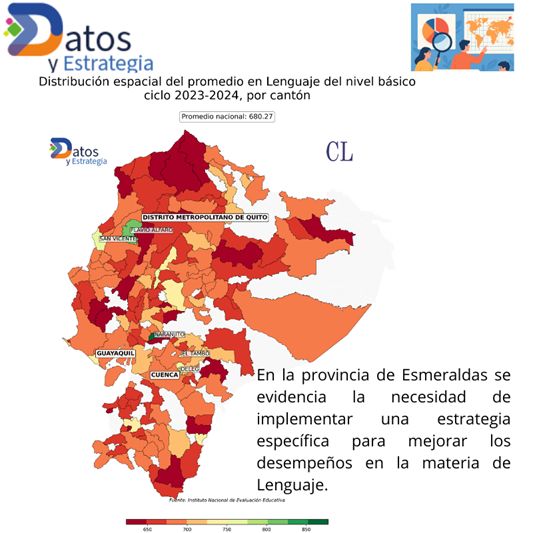 Datos
y Estrategia
Distribución espacial del promedio en Lenguaje del nivel básico
ciclo 2023-2024, por cantón
Promedio nacional: 680.27
Datos
y Estrategia
CL
DISTRITO METROPOLITANO DE QUITO
FLAVIO ALFARO
SAN VICENTE
NARANJITO
GUAYAQUIL
EL TAMBO
CUENCA
DÉLEG
En la provincia de Esmeraldas se
evidencia la necesidad de
implementar una estrategia
específica para mejorar los
desempeños en la materia de
Lenguaje.
Fuente: Instituto Nacional de Evaluación Educativa
650 700 750 800 850